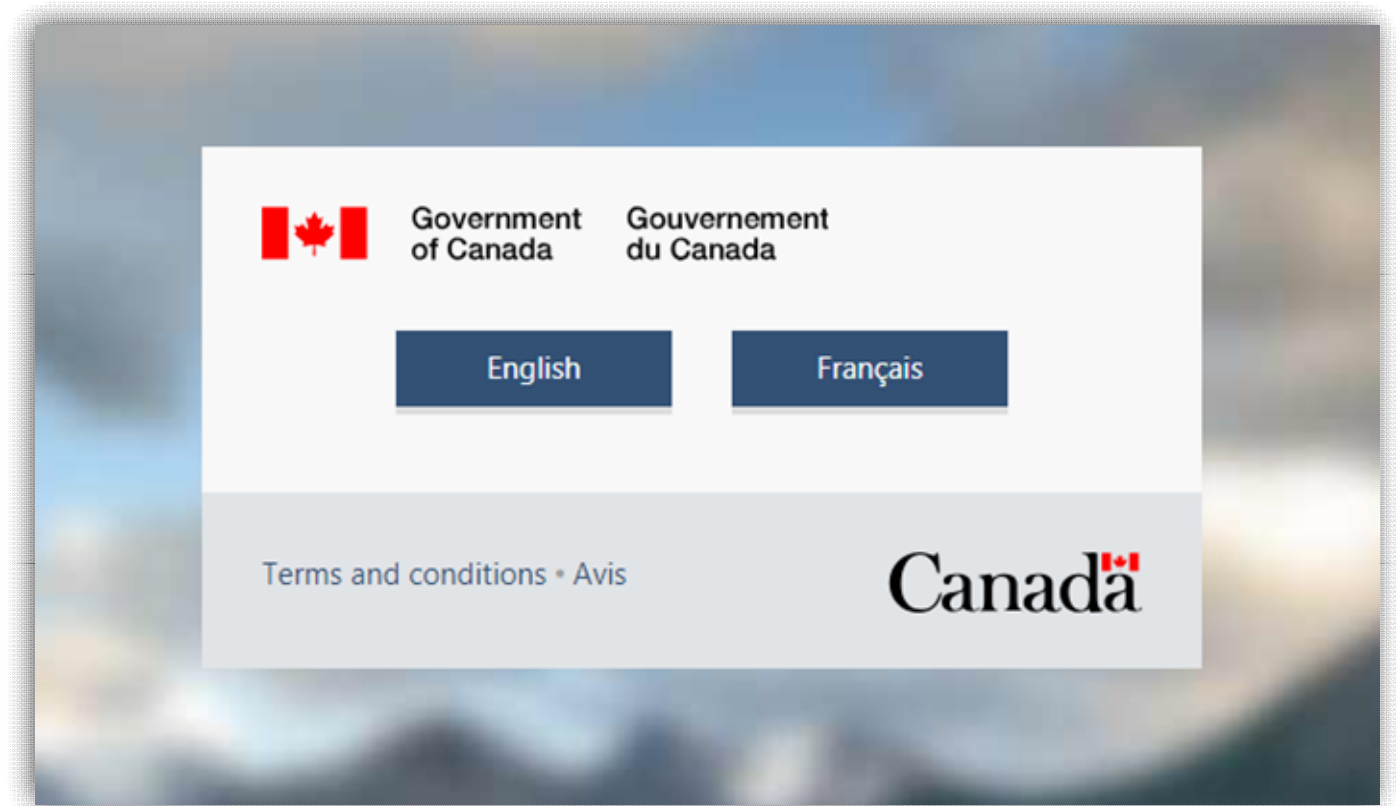 Government
of Canada
Gouvernement
du Canada
English
Français
Terms and conditions • Avis
Canada